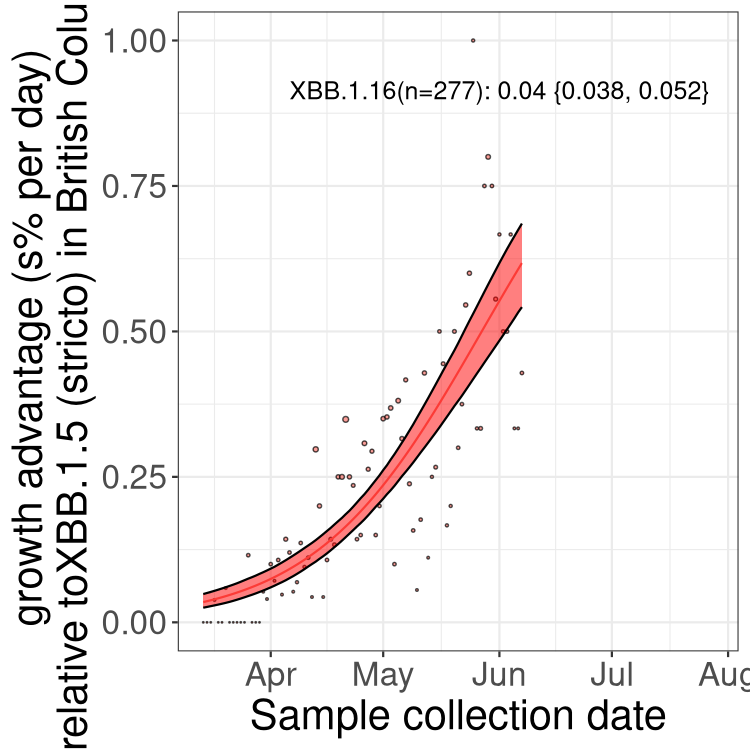 growth advantage (s% per day)
relative toXBB.1.5 (stricto) in British Colu
1.00
0.75
0.50
0.25
0.00
XBB.1.16(n=277): 0.04 {0.038, 0.052}
Apr May Jun Jul Aug
Sample collection date